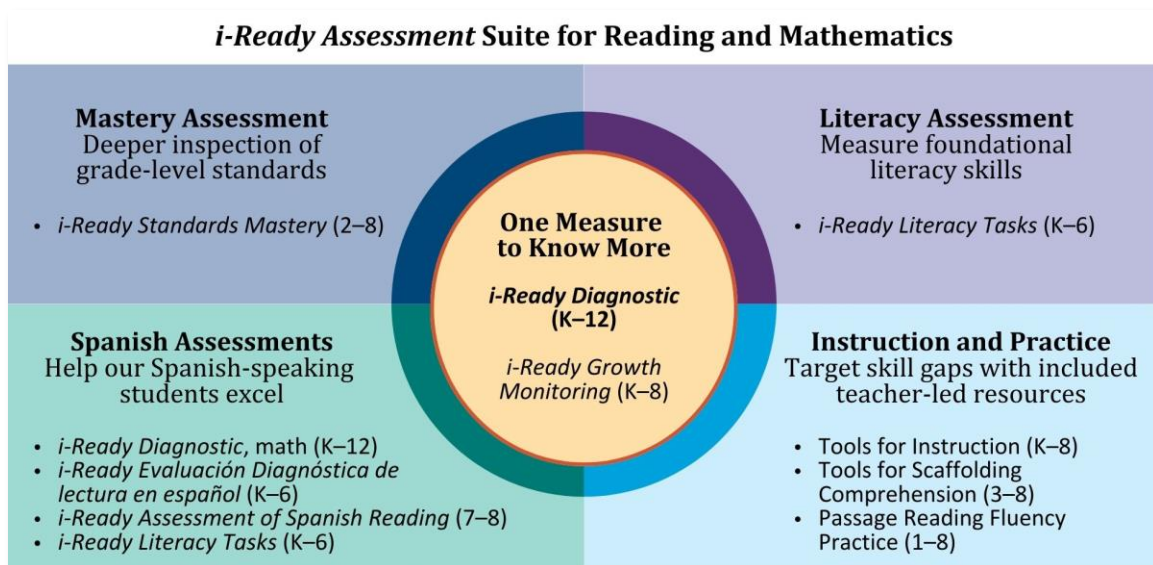 i-Ready Assessment Suite for Reading and Mathematics
Mastery Assessment
Deeper inspection of
grade-level standards
• i-Ready Standards Mastery (2–8)
Literacy Assessment
Measure foundational
literacy skills
• i-Ready Literacy Tasks (K–6)
One Measure
to Know More
i-Ready Diagnostic
(K–12)
i-Ready Growth
Monitoring (K–8)
Spanish Assessments
Help our Spanish-speaking
students excel
• i-Ready Diagnostic, math (K–12)
• i-Ready Evaluación Diagnóstica de
lectura en español (K–6)
• i-Ready Assessment of Spanish Reading (7–8)
• i-Ready Literacy Tasks (K–6)
Instruction and Practice
Target skill gaps with included
teacher-led resources
• Tools for Instruction (K–8)
• Tools for Scaffolding
Comprehension (3–8)
• Passage Reading Fluency
Practice (1–8)